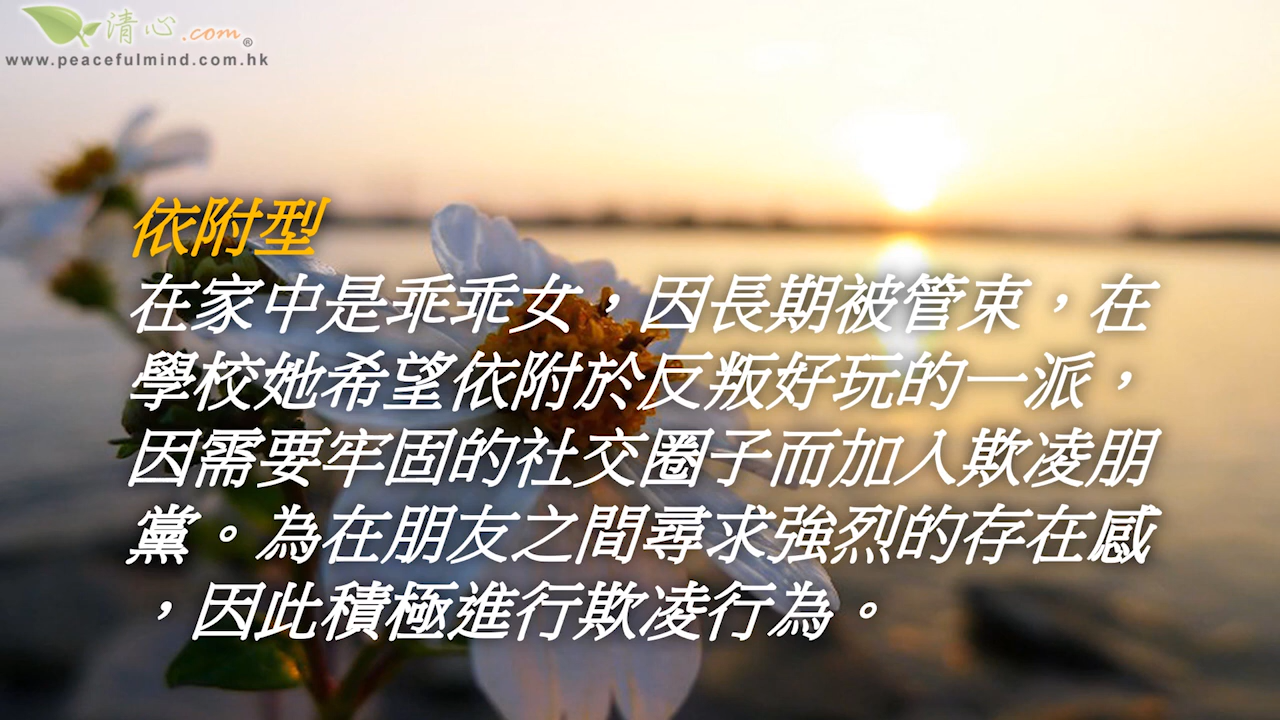 清心.com®
www.peacefulmind.com.hk
依附型
在家中是乖乖女，因長期被管束，在
學校她希望依附於反叛好玩的一派，
因需要牢固的社交圈子而加入欺凌朋
黨。為在朋友之間尋求強烈的存在感
，因此積極進行欺凌行為。